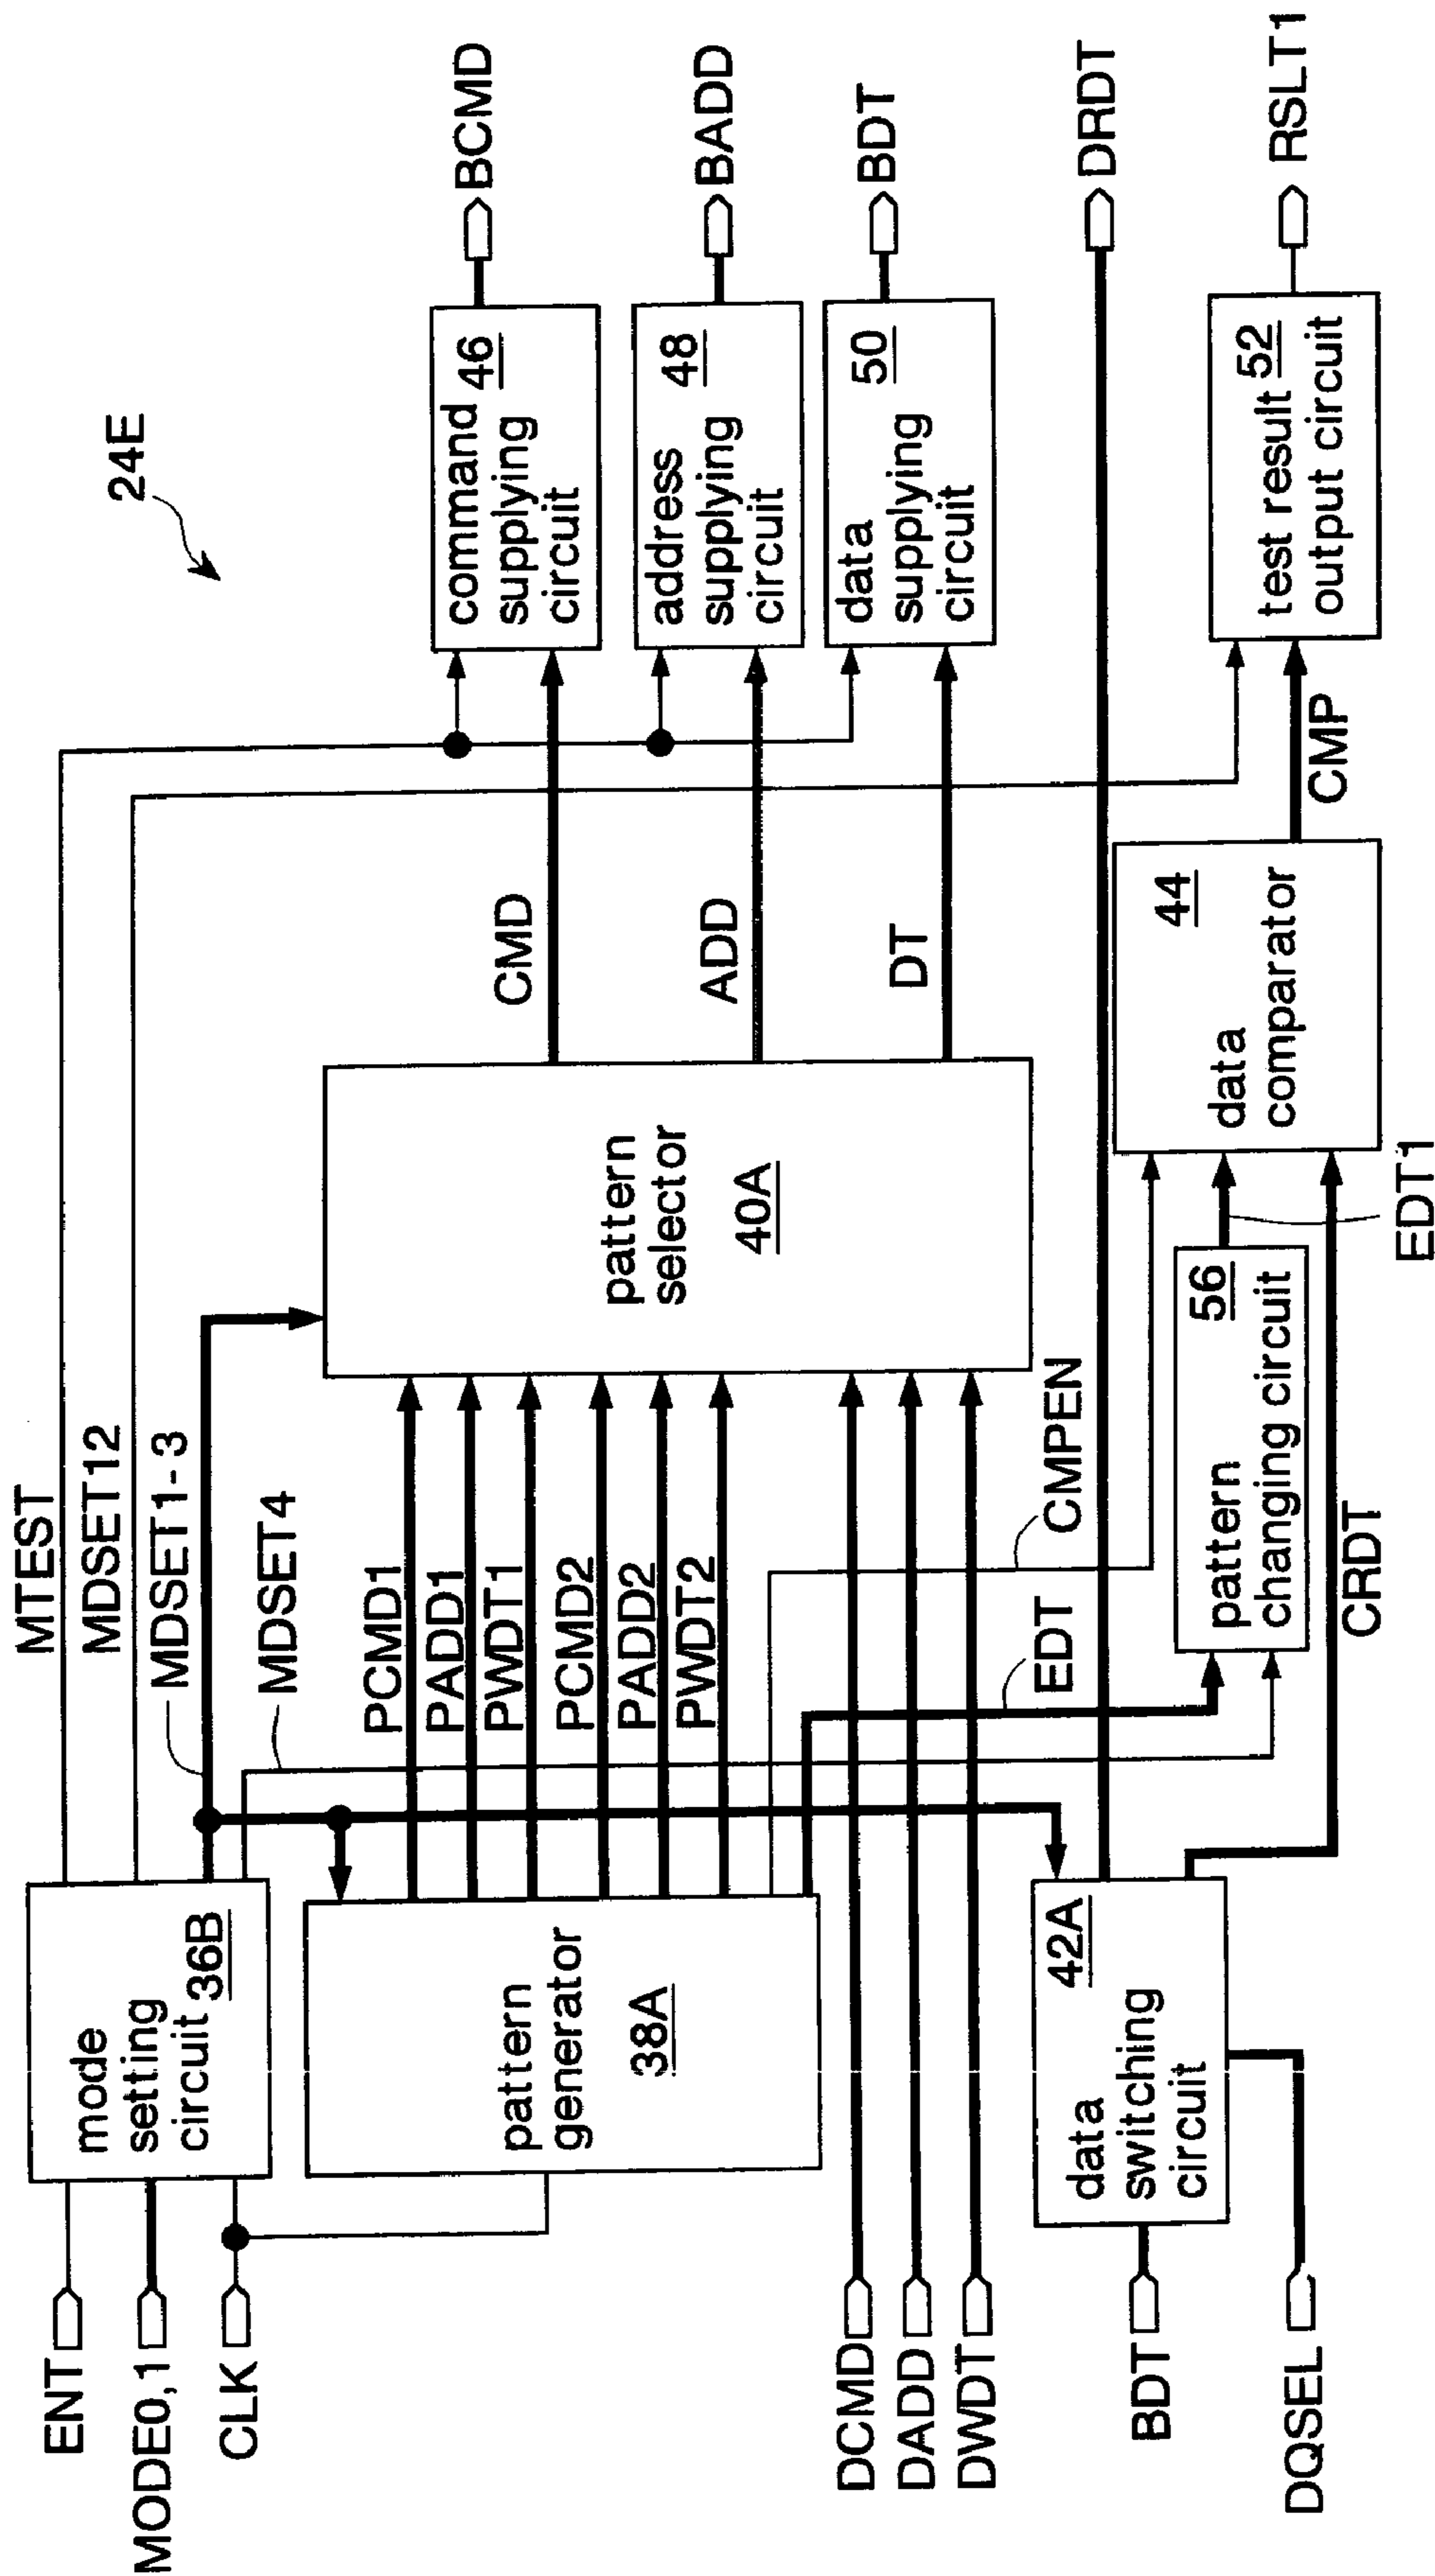 24E
ENT
MODE0,1
CLK
mode
setting
circuit 36B
MTEST
MDSET12
MDSET1-3
MDSET4
pattern
generator
38A
PCMD1
PADD1
PWDT1
PCMD2
PADD2
PWDT2
CMPEN
EDT
DCMD
DADD
DWDT
pattern
selector
40A
CMD
ADD
DT
command 46
supplying
circuit
BCMD
address 48
supplying
circuit
BADD
data 50
supplying
circuit
BDT
BDT
DQSEL
data 42A
switching
circuit
DRDT
CRDT
pattern 56
changing circuit
EDT1
data 44
comparator
CMP
test result 52
output circuit
RSLT1